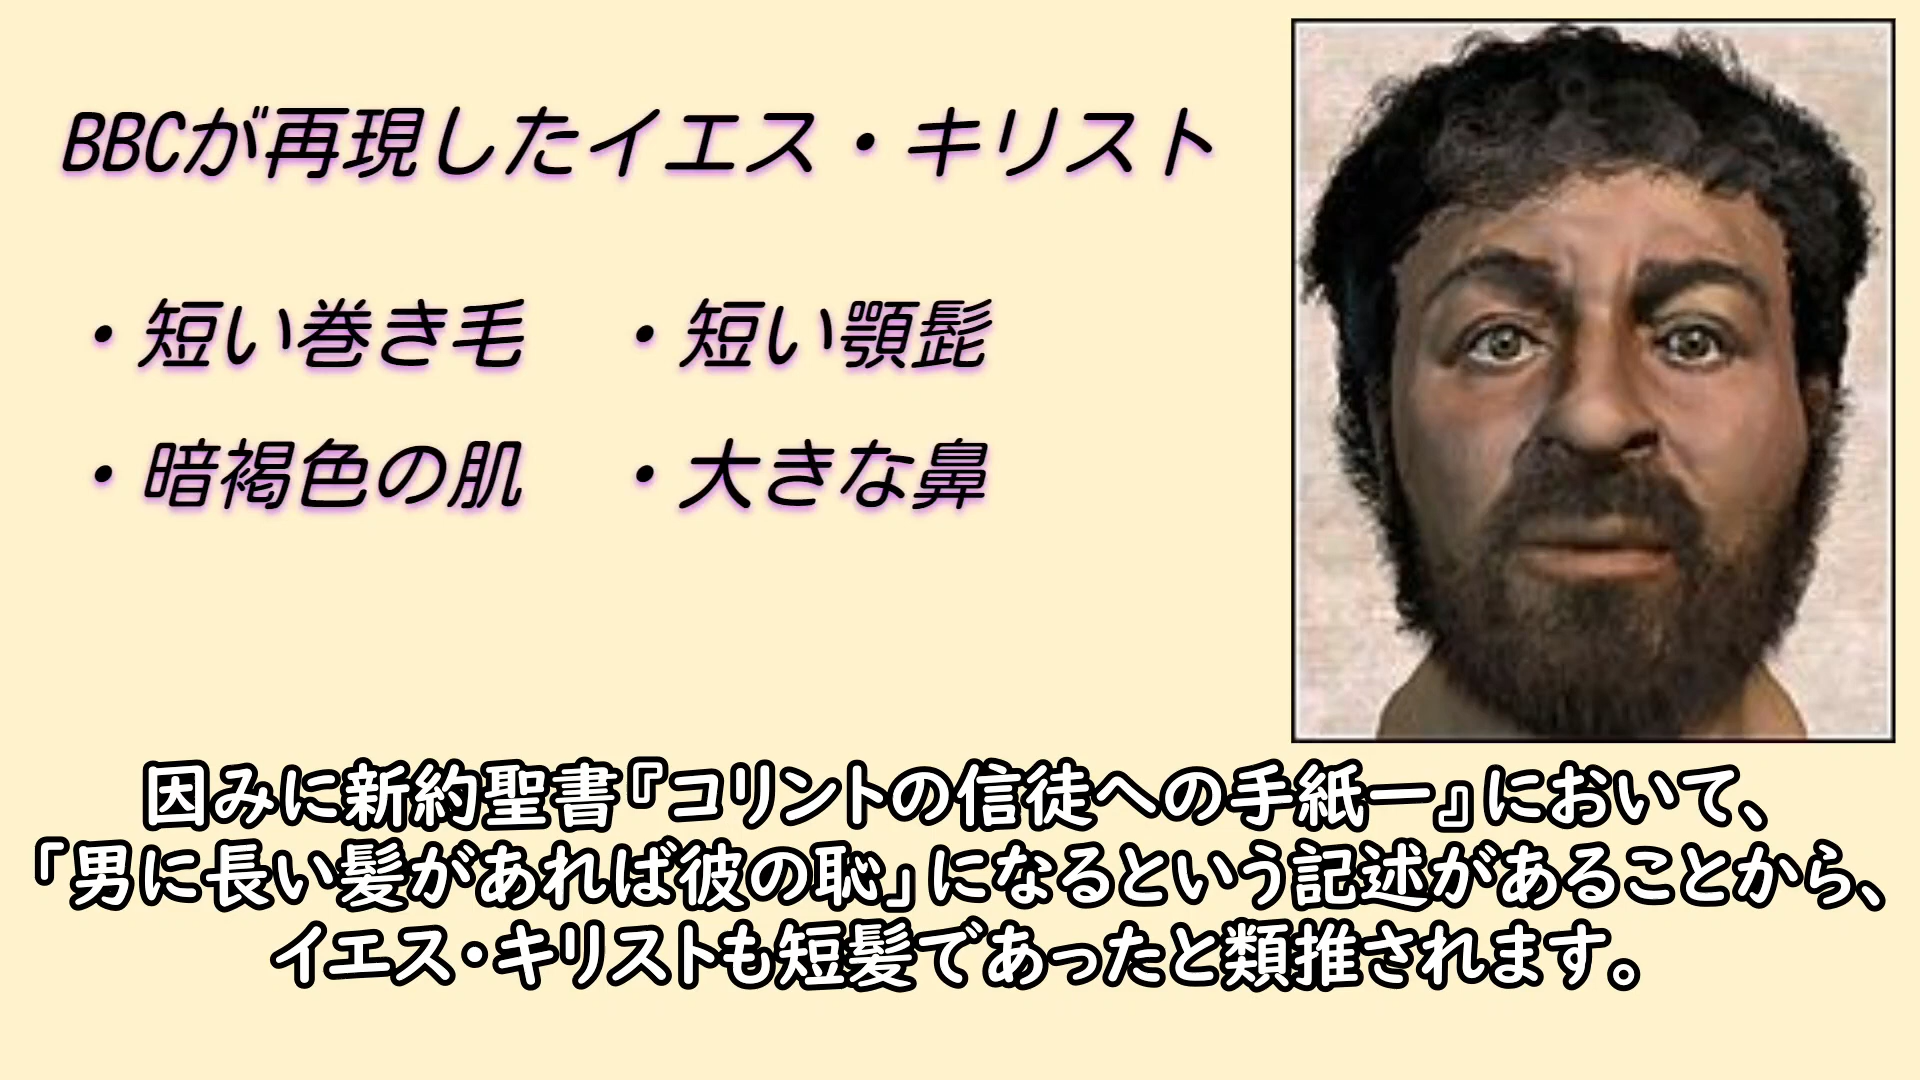 BBCが再現したイエス・キリスト
・短い巻き毛 ・短い顎髭
・暗褐色の肌 ・大きな鼻
因みに新約聖書『コリントの信徒への手紙一』において、
「男に長い髪があれば彼の恥」になるという記述があることから、
イエス・キリストも短髪であったと類推されます。